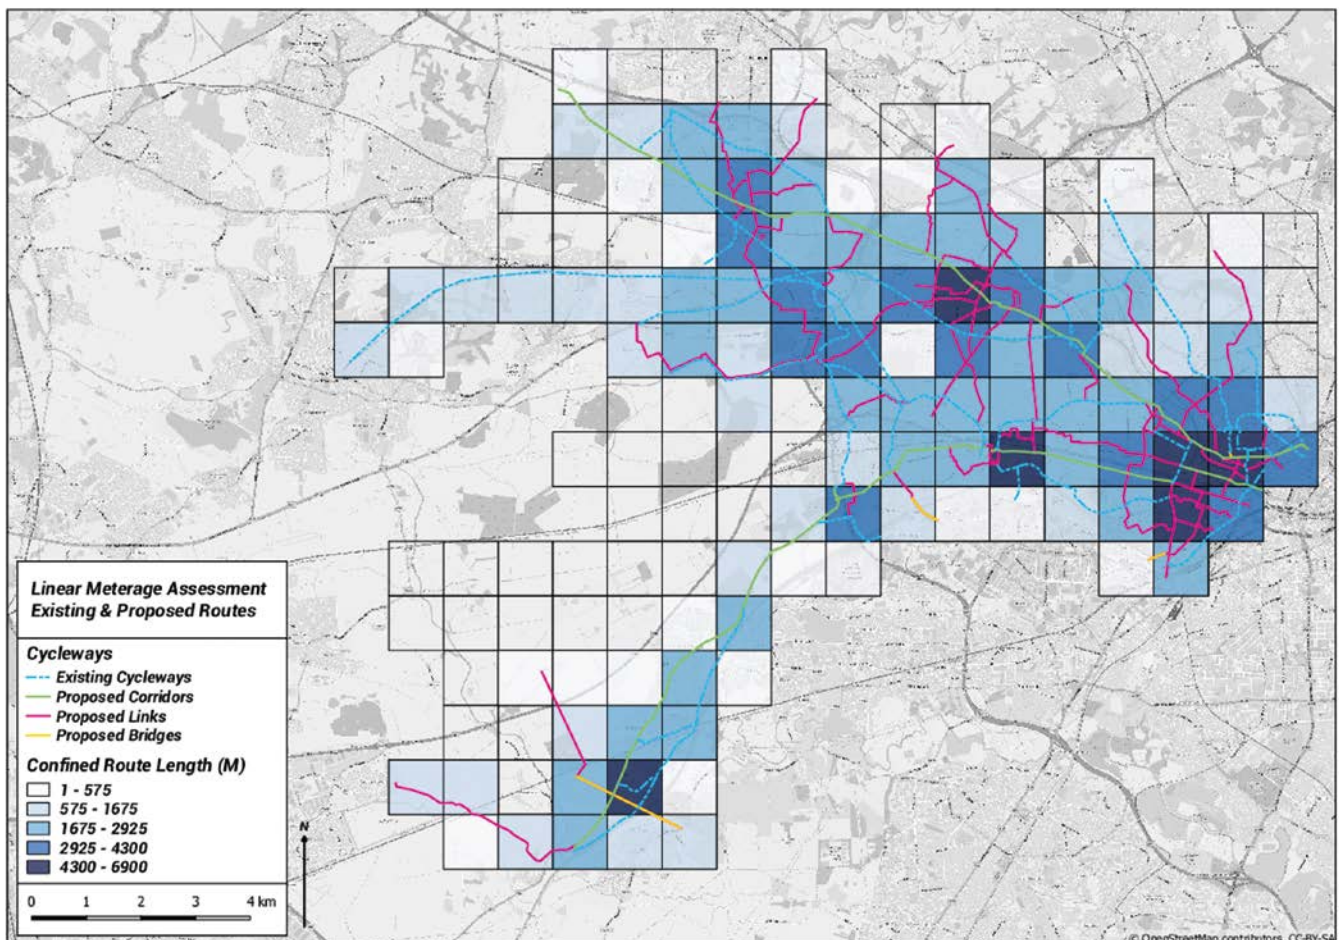 Linear Meterage Assessment
Existing & Proposed Routes
Cycleways
Existing Cycleways
Proposed Corridors
Proposed Links
Proposed Bridges
Confined Route Length (M)
1 - 575
575 - 1675
1675 - 2925
2925 - 4300
4300 - 6900
N
0 1 2 3 4 km
© OpenStreetMap contributors, CC-BY-SA